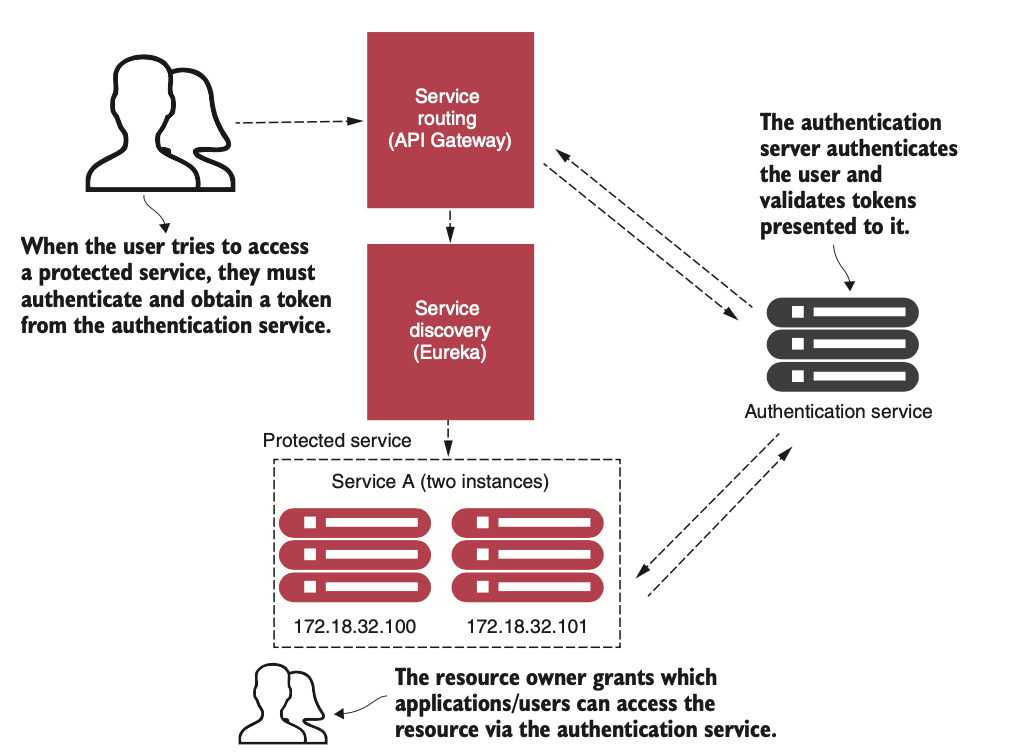 Service
routing
(API Gateway)
The authentication
server authenticates
the user and
validates tokens
presented to it.
When the user tries to access
a protected service, they must
authenticate and obtain a token
from the authentication service.
Service
discovery
(Eureka)
Authentication service
Protected service
Service A (two instances)
172.18.32.100
172.18.32.101
The resource owner grants which
applications/users can access the
resource via the authentication service.